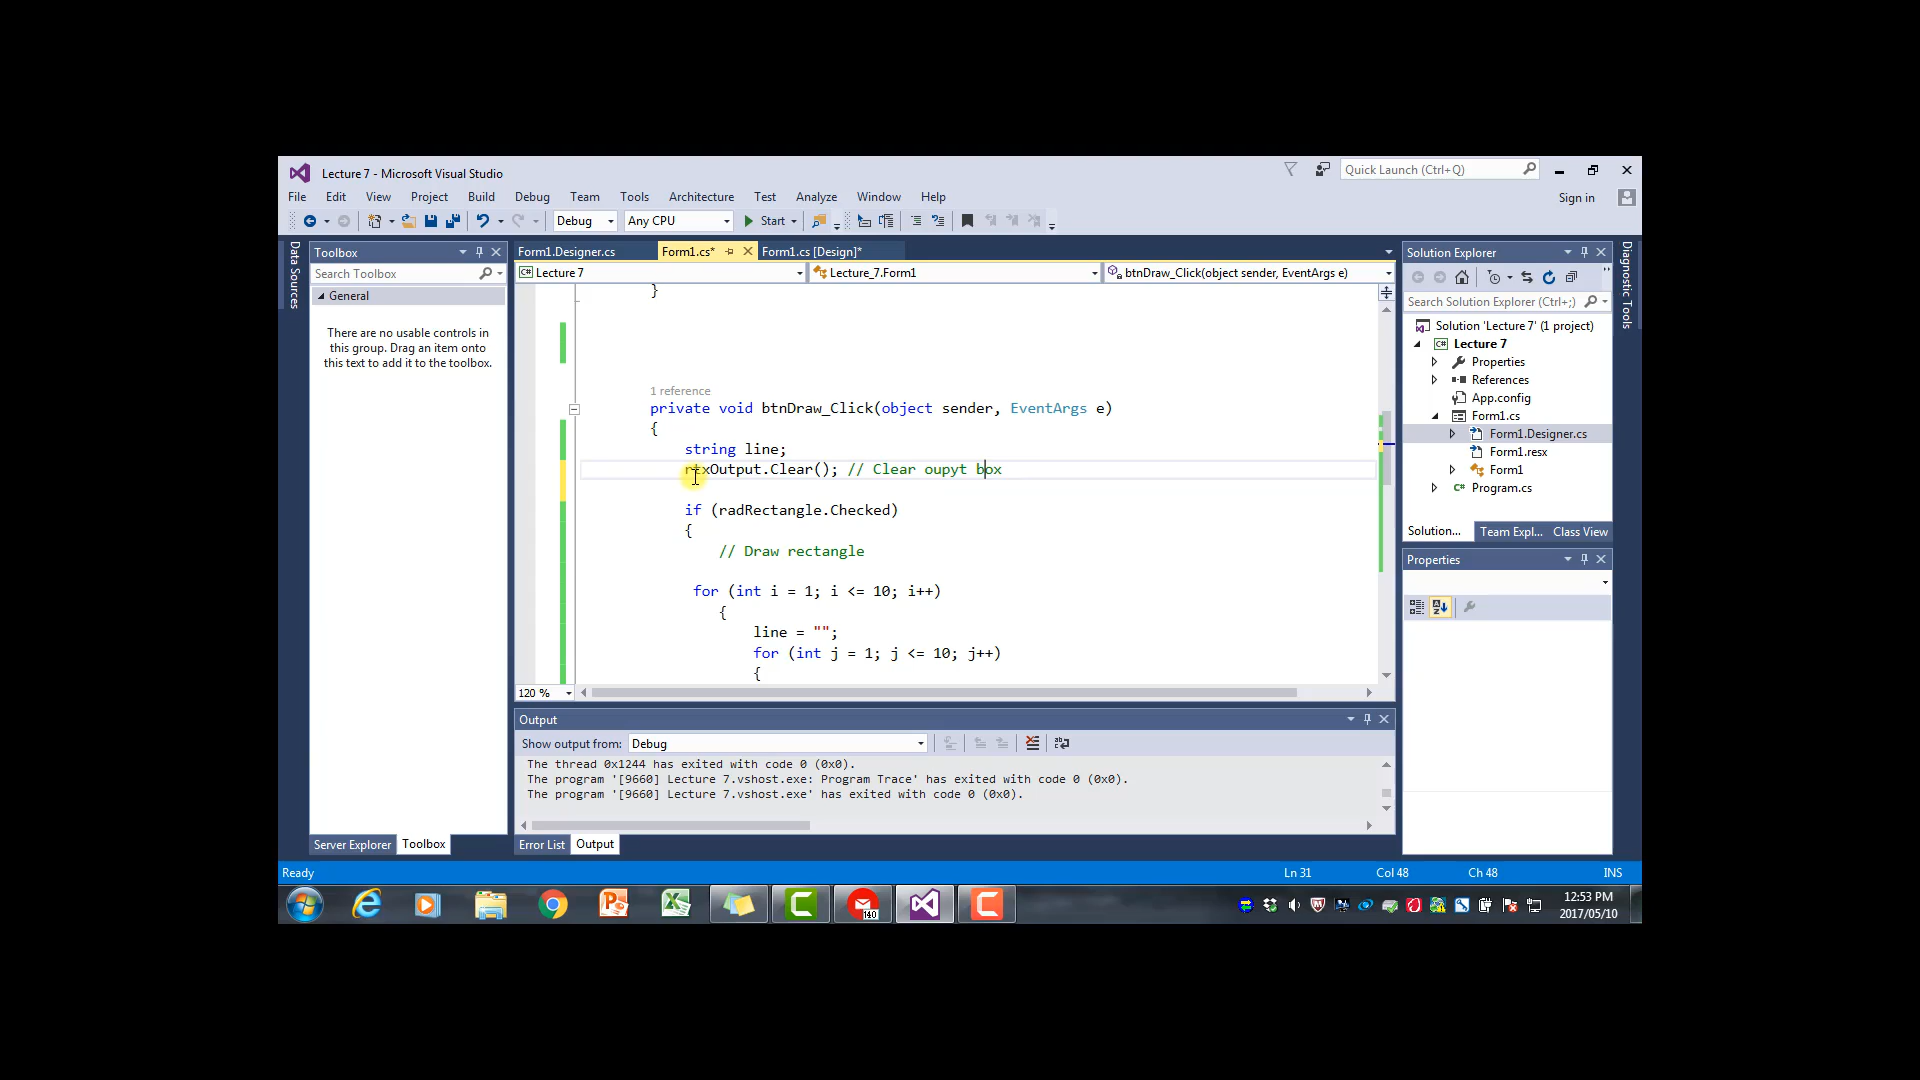 Lecture 7 - Microsoft Visual Studio
Quick Launch (Ctrl+Q)
File Edit View Project Build Debug Team Tools Architecture Test Analyze Window Help
Sign in
Debug Any CPU Start
Data Sources
Toolbox
Search Toolbox
General
There are no usable controls in
this group. Drag an item onto
this text to add it to the toolbox.
Server Explorer Toolbox
Form1.Designer.cs Form1.cs* Form1.cs [Design]*
Lecture 7 Lecture_7.Form1 btnDraw_Click(object sender, EventArgs e)
}
1 reference
private void btnDraw_Click(object sender, EventArgs e)
{
string line;
rtxOutput.Clear(); // Clear oupyt box
if (radRectangle.Checked)
{
// Draw rectangle
for (int i = 1; i <= 10; i++)
{
line = "";
for (int j = 1; j <= 10; j++)
{
120 %
Output
Show output from: Debug
The thread 0x1244 has exited with code 0 (0x0).
The program '[9660] Lecture 7.vshost.exe: Program Trace' has exited with code 0 (0x0).
The program '[9660] Lecture 7.vshost.exe' has exited with code 0 (0x0).
Error List Output
Solution Explorer
Search Solution Explorer (Ctrl+;)
Solution 'Lecture 7' (1 project)
Lecture 7
Properties
References
App.config
Form1.cs
Form1.Designer.cs
Form1.resx
Form1
Program.cs
Solution... Team Expl... Class View
Properties
Diagnostic Tools
Ready Ln 31 Col 48 Ch 48 INS
140
12:53 PM
2017/05/10